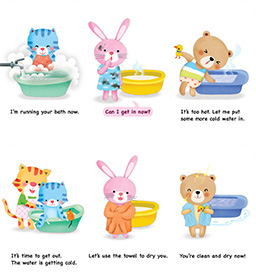 I'm running your bath now.
Can I get in now?
It's too hot. Let me put
some more cold water in.
It's time to get out.
The water is getting cold.
Let's use the towel to dry you.
You're clean and dry now!